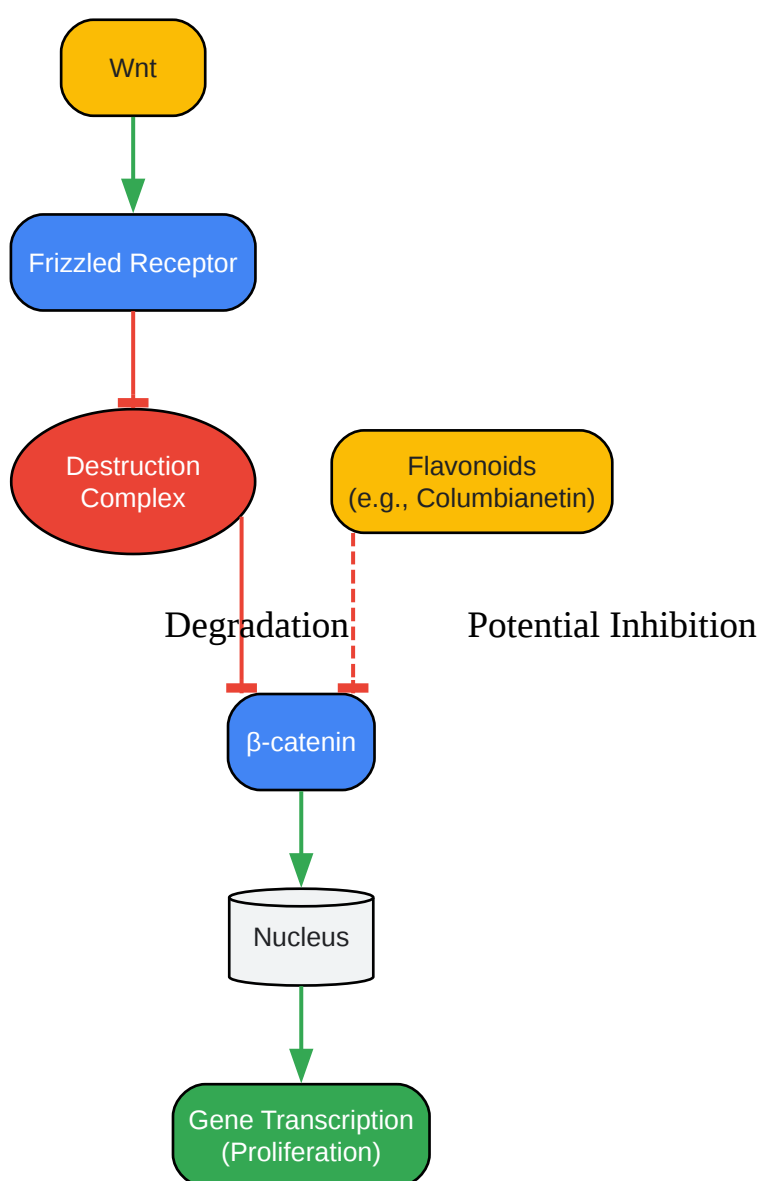 Wnt
Frizzled Receptor
Destruction
Complex
Flavonoids
(e.g., Columbianetin)
Degradation
Potential Inhibition
β-catenin
Nucleus
Gene Transcription
(Proliferation)